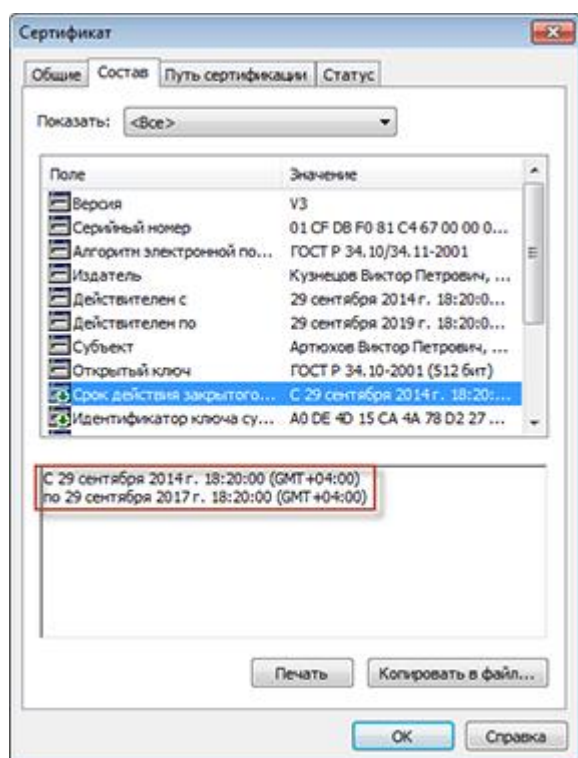 Сертификат
Общие Состав Путь сертификации Статус
Показать: <Все>
Поле Значение
Версия V3
Серийный номер 01 CF DB F0 81 C4 67 00 00 0...
Алгоритм электронной по... ГОСТ Р 34.10/34.11-2001
Издатель Кузнецов Виктор Петрович, ...
Действителен с 29 сентября 2014 г. 18:20:0...
Действителен по 29 сентября 2019 г. 18:20:0...
Субъект Артюхов Виктор Петрович, ...
Открытый ключ ГОСТ Р 34.10-2001 (512 бит)
Срок действия закрытого... С 29 сентября 2014 г. 18:20:...
Идентификатор ключа су... A0 DE 4D 15 CA 4A 78 D2 27 ...
С 29 сентября 2014 г. 18:20:00 (GMT+04:00)
по 29 сентября 2017 г. 18:20:00 (GMT+04:00)
Печать Копировать в файл...
ОК Справка